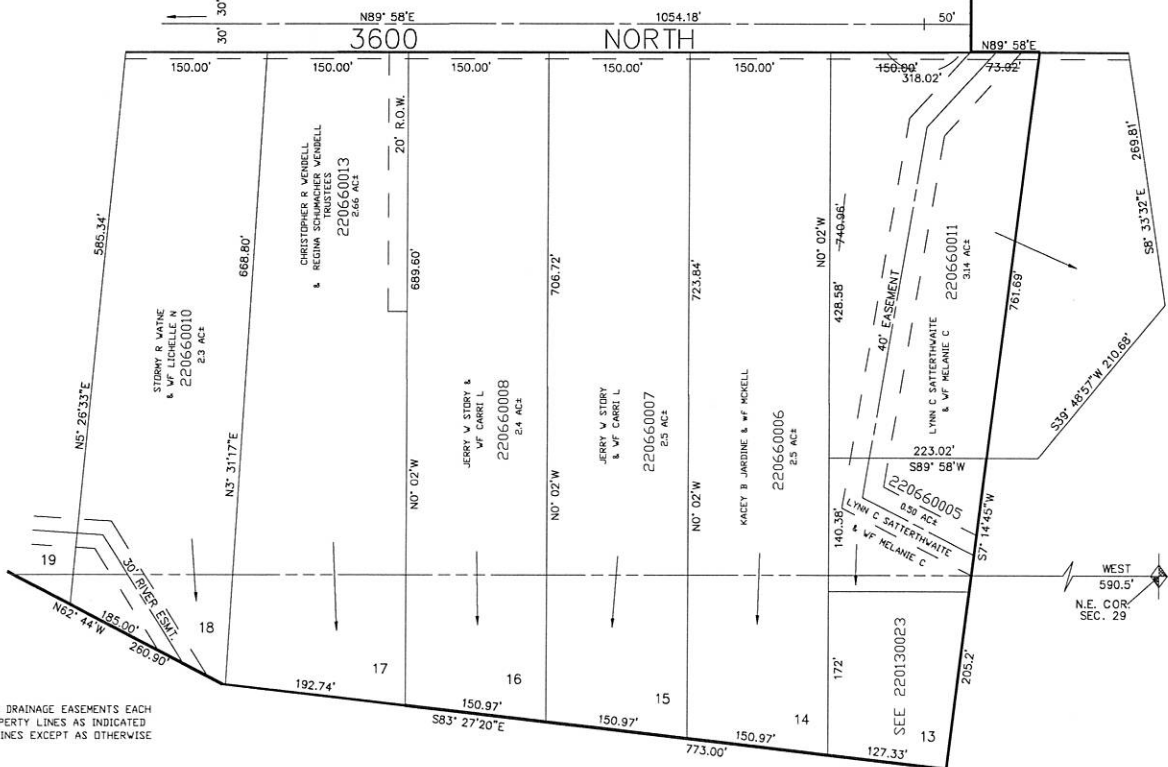 30' 30'
N89° 58'E
1054.18'
50'
3600 NORTH
N89° 58'E
150.00'
150.00'
150.00'
150.00'
150.00'
150.00'
73.02'
318.02'
20' R.O.W.
585.34'
N5° 26'33"E
STORMY R WATNE
& WF LICHELLE N
220660010
2.3 AC±
668.80'
N3° 31'17"E
CHRISTOPHER R WENDELL
& REGINA SCHUMACHER WENDELL
TRUSTEES
220660013
2.66 AC±
689.60'
N0° 02'W
JERRY W STORY &
WF CARRI L
220660008
2.4 AC±
706.72'
N0° 02'W
JERRY W STORY
& WF CARRI L
220660007
2.5 AC±
723.84'
N0° 02'W
KACEY B JARDINE & WF MCKELL
220660006
2.5 AC±
N0° 02'W
740.96'
428.58'
40' EASEMENT
LYNN C SATTERTHWAITE
& WF MELANIE C
220660011
3.14 AC±
761.69'
269.81'
S8° 33'32"E
S39° 48'57"W 210.68'
223.02'
S89° 58'W
220660005
0.50 AC±
LYNN C SATTERTHWAITE
& WF MELANIE C
140.38'
S7° 14'45"W
WEST
590.5'
N.E. COR.
SEC. 29
19
30' RIVER ESMT.
N62° 44'W
185.00'
260.90'
18
192.74'
17
150.97'
16
S83° 27'20"E
150.97'
15
150.97'
14
773.00'
172'
SEE 220130023
127.33'
13
205.2'
DRAINAGE EASEMENTS EACH
PERTY LINES AS INDICATED
INES EXCEPT AS OTHERWISE